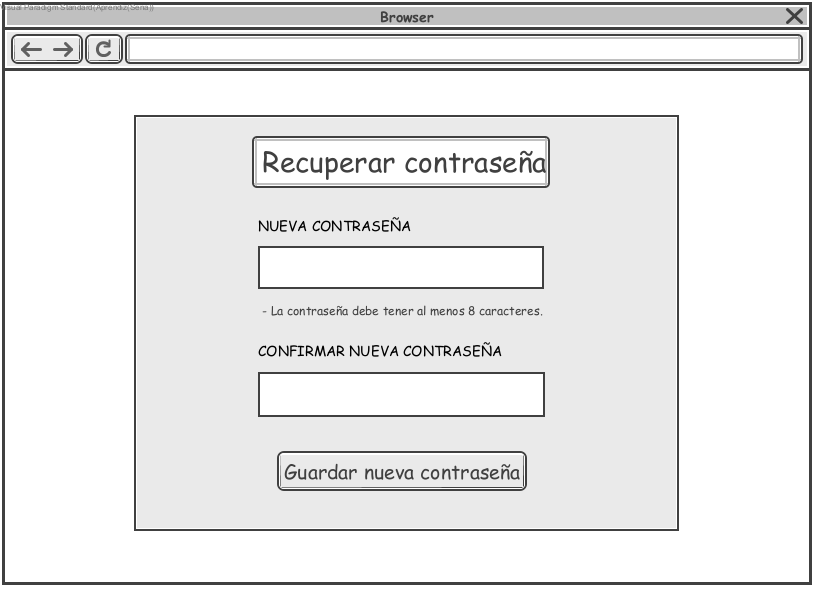 Visual Paradigm Standard(Aprendiz(Sena))
Browser
Recuperar contraseña
NUEVA CONTRASEÑA
- La contraseña debe tener al menos 8 caracteres.
CONFIRMAR NUEVA CONTRASEÑA
Guardar nueva contraseña